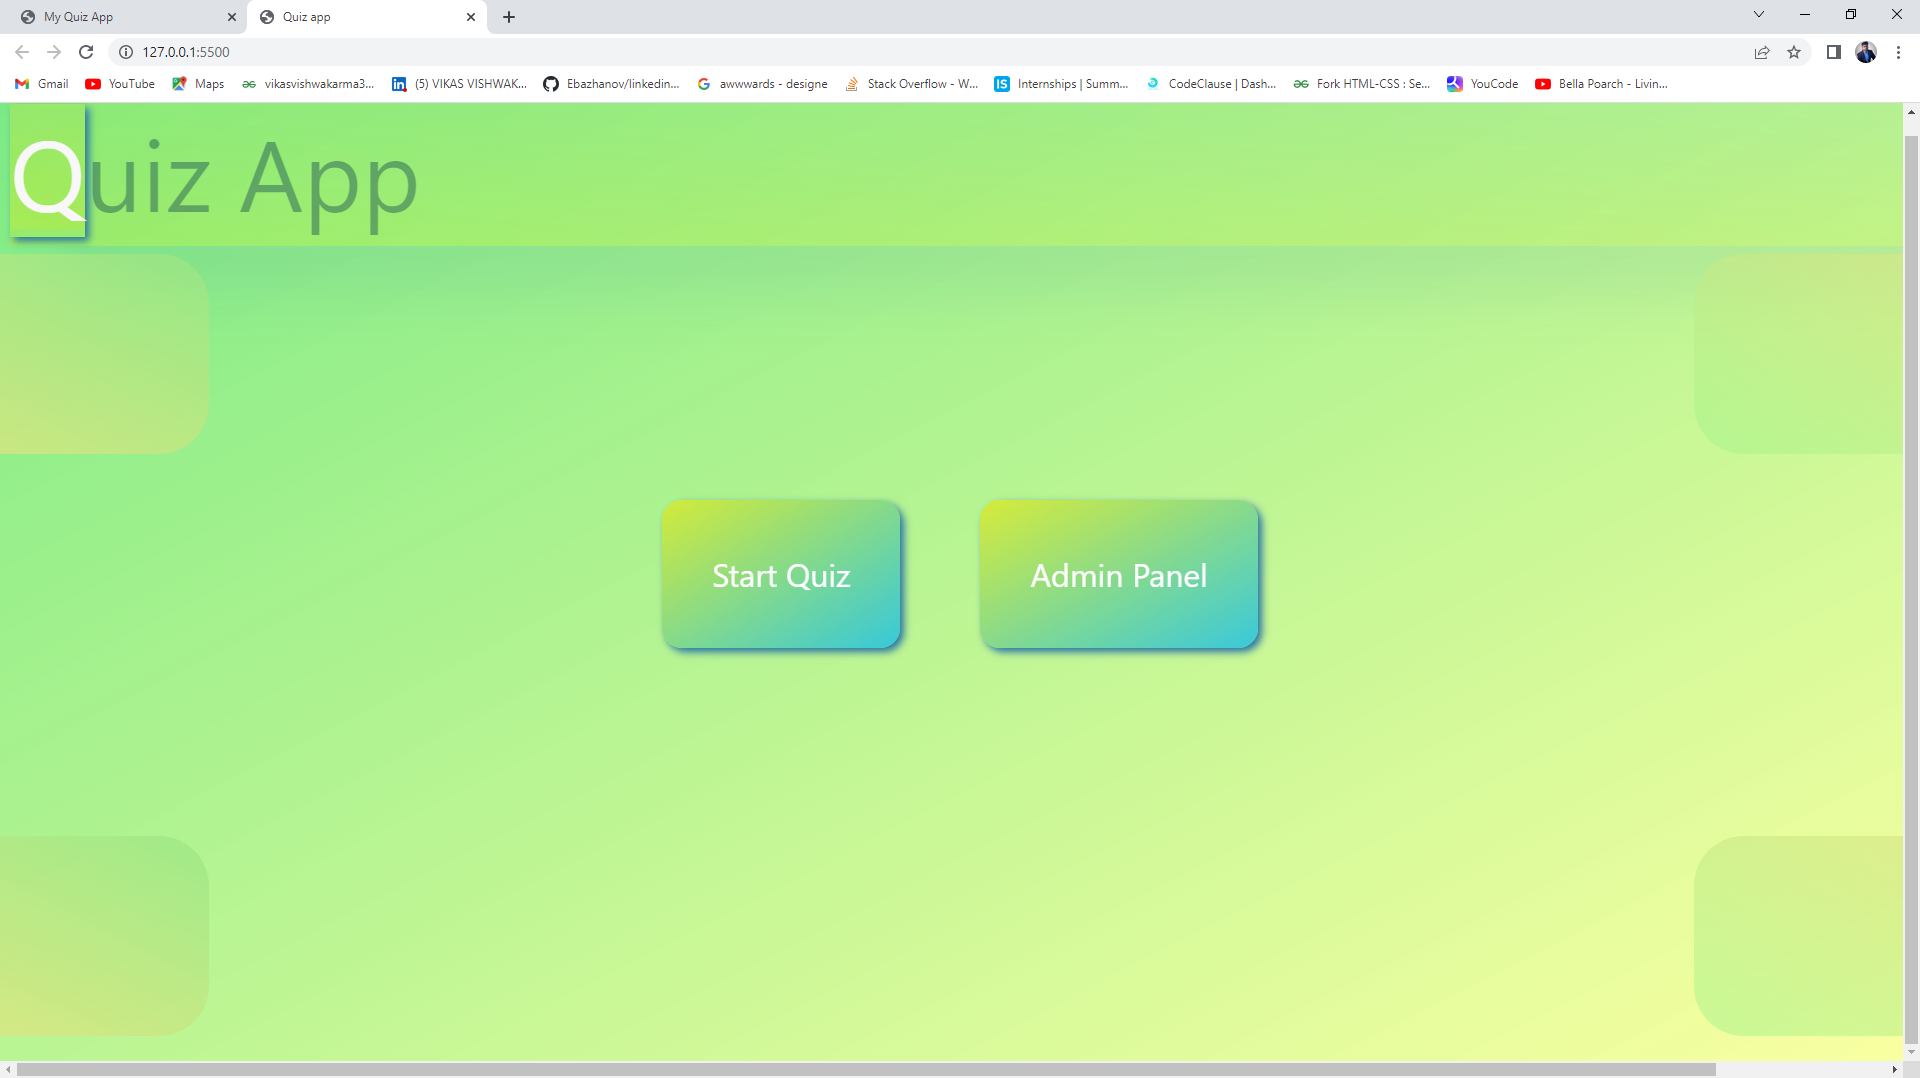 My Quiz App
Quiz app
127.0.0.1:5500
Gmail
YouTube
Maps
vikasvishwakarma3...
(5) VIKAS VISHWAK...
Ebazhanov/linkedin...
awwwards - designe
Stack Overflow - W...
IS
Internships | Summ...
CodeClause | Dash...
Fork HTML-CSS : Se...
YouCode
Bella Poarch - Livin...
Quiz App
Start Quiz
Admin Panel